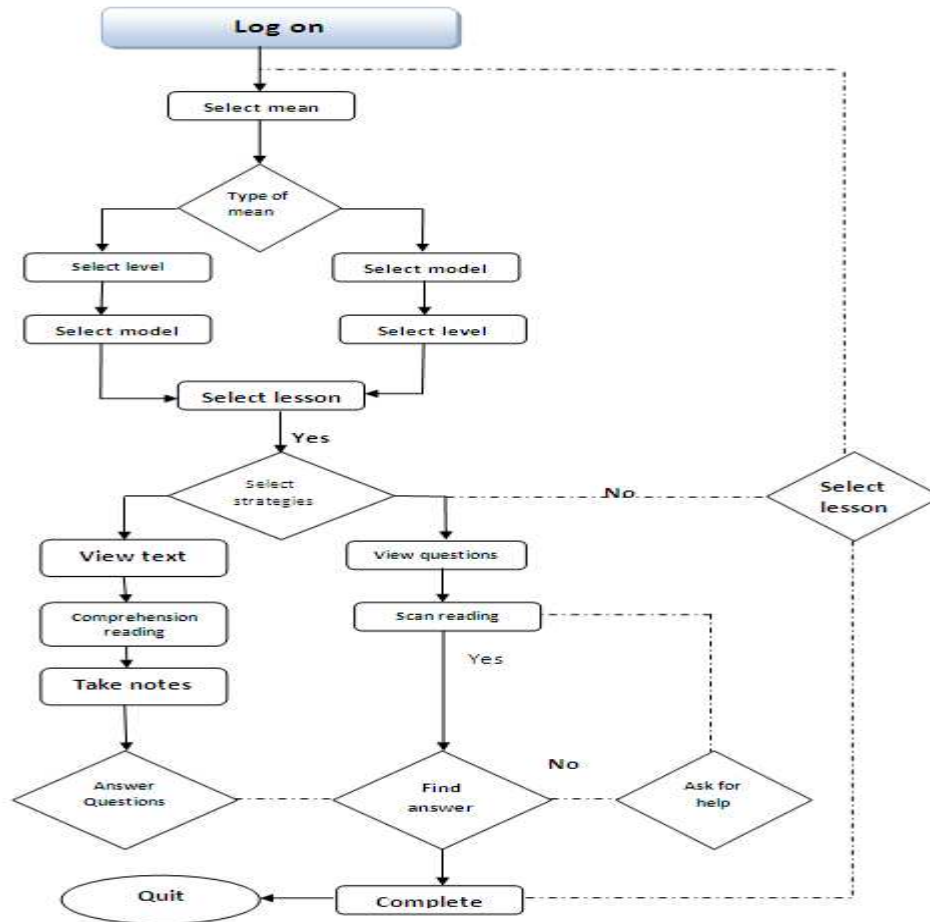 Log on
Select mean
Type of
mean
Select level
Select model
Select model
Select level
Select lesson
Yes
Select
strategies
No
Select
lesson
View text
View questions
Comprehension
reading
Scan reading
Yes
Take notes
No
Answer
Questions
Find
answer
Ask for
help
Quit
Complete